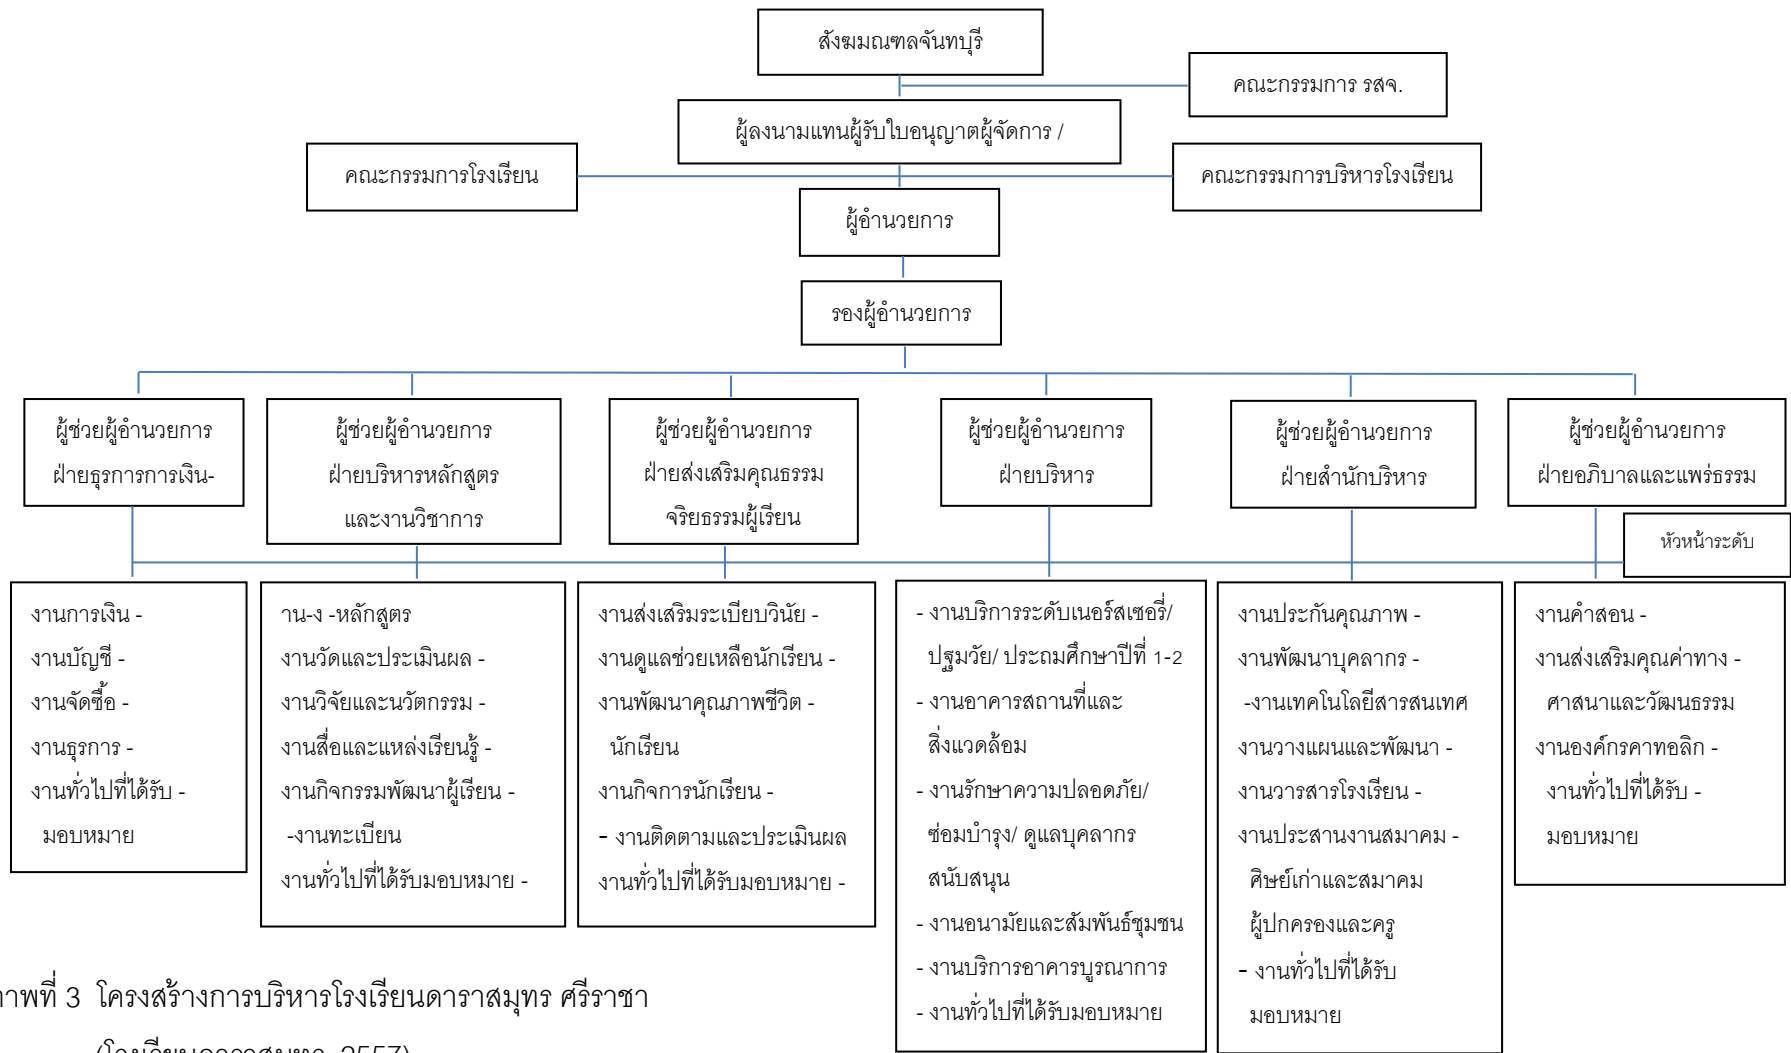 สังฆมณฑลจันทบุรี
คณะกรรมการ รสจ.
ผู้ลงนามแทนผู้รับใบอนุญาตผู้จัดการ /
คณะกรรมการโรงเรียน
คณะกรรมการบริหารโรงเรียน
ผู้อำนวยการ
รองผู้อำนวยการ
ผู้ช่วยผู้อำนวยการ
ฝ่ายธุรการการเงิน-
ผู้ช่วยผู้อำนวยการ
ฝ่ายบริหารหลักสูตร
และงานวิชาการ
ผู้ช่วยผู้อำนวยการ
ฝ่ายส่งเสริมคุณธรรม
จริยธรรมผู้เรียน
ผู้ช่วยผู้อำนวยการ
ฝ่ายบริหาร
ผู้ช่วยผู้อำนวยการ
ฝ่ายสำนักบริหาร
ผู้ช่วยผู้อำนวยการ
ฝ่ายอภิบาลและแพร่ธรรม
หัวหน้าระดับ
งานการเงิน -
งานบัญชี -
งานจัดซื้อ -
งานธุรการ -
งานทั่วไปที่ได้รับ -
มอบหมาย
าน-ง -หลักสูตร
งานวัดและประเมินผล -
งานวิจัยและนวัตกรรม -
งานสื่อและแหล่งเรียนรู้ -
งานกิจกรรมพัฒนาผู้เรียน -
-งานทะเบียน
งานทั่วไปที่ได้รับมอบหมาย -
งานส่งเสริมระเบียบวินัย -
งานดูแลช่วยเหลือนักเรียน -
งานพัฒนาคุณภาพชีวิต -
นักเรียน
งานกิจการนักเรียน -
- งานติดตามและประเมินผล
งานทั่วไปที่ได้รับมอบหมาย -
- งานบริการระดับเนอร์สเซอรี่/
ปฐมวัย/ ประถมศึกษาปีที่ 1-2
- งานอาคารสถานที่และ
สิ่งแวดล้อม
- งานรักษาความปลอดภัย/
ซ่อมบำรุง/ ดูแลบุคลากร
สนับสนุน
- งานอนามัยและสัมพันธ์ชุมชน
- งานบริการอาคารบูรณาการ
- งานทั่วไปที่ได้รับมอบหมาย
งานประกันคุณภาพ -
งานพัฒนาบุคลากร -
-งานเทคโนโลยีสารสนเทศ
งานวางแผนและพัฒนา -
งานวารสารโรงเรียน -
งานประสานงานสมาคม -
ศิษย์เก่าและสมาคม
ผู้ปกครองและครู
- งานทั่วไปที่ได้รับ
มอบหมาย
งานคำสอน -
งานส่งเสริมคุณค่าทาง -
ศาสนาและวัฒนธรรม
งานองค์กรคาทอลิก -
งานทั่วไปที่ได้รับ -
มอบหมาย
าพที่ 3 โครงสร้างการบริหารโรงเรียนดาราสมุทร ศรีราชา
(โรงเรียนดาราสมุทร, 2557)